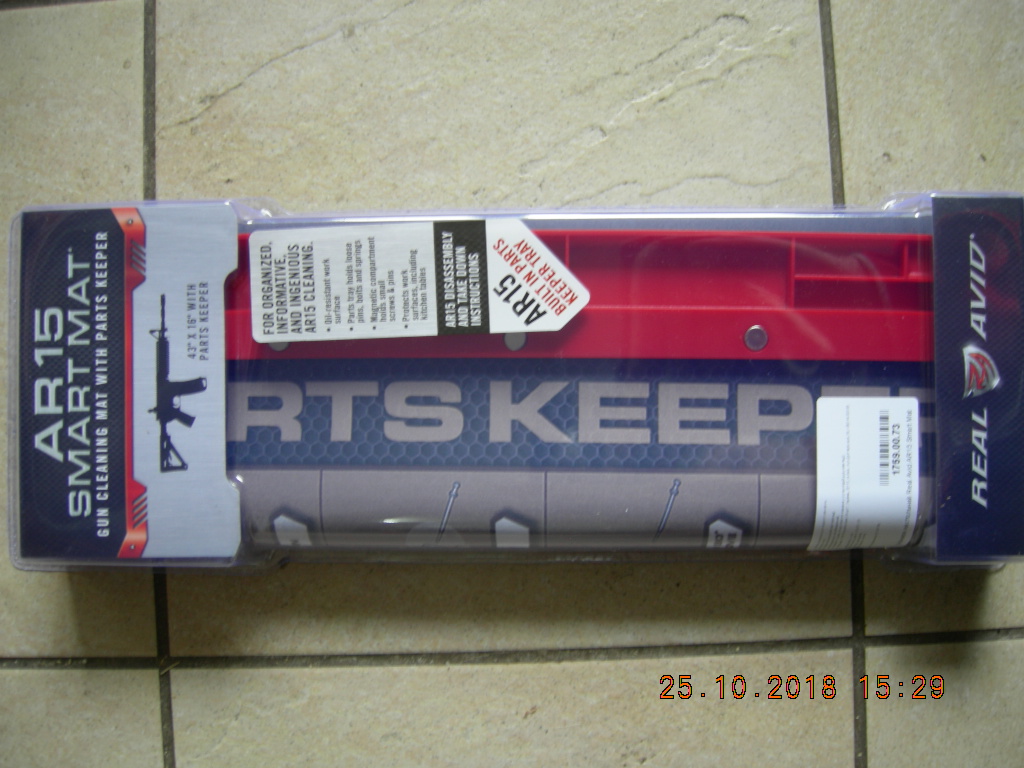 AR15
SMART MAT
GUN CLEANING MAT WITH PARTS KEEPER
43" X 16" WITH
PARTS KEEPER
FOR ORGANIZED,
INFORMATIVE,
AND INGENIOUS
AR15 CLEANING.
• Oil-resistant work
surface
• Parts tray holds loose
pins, bolts and springs
• Magnetic compartment
holds small
screws & pins
• Protects work
surfaces, including
kitchen tables
AR15 DISASSEMBLY
AND TAKE DOWN
INSTRUCTIONS
AR15
BUILT IN PARTS
KEEPER TRAY
RTS KEEPE
1769.00.73
REAL AVID
25.10.2018 15:29